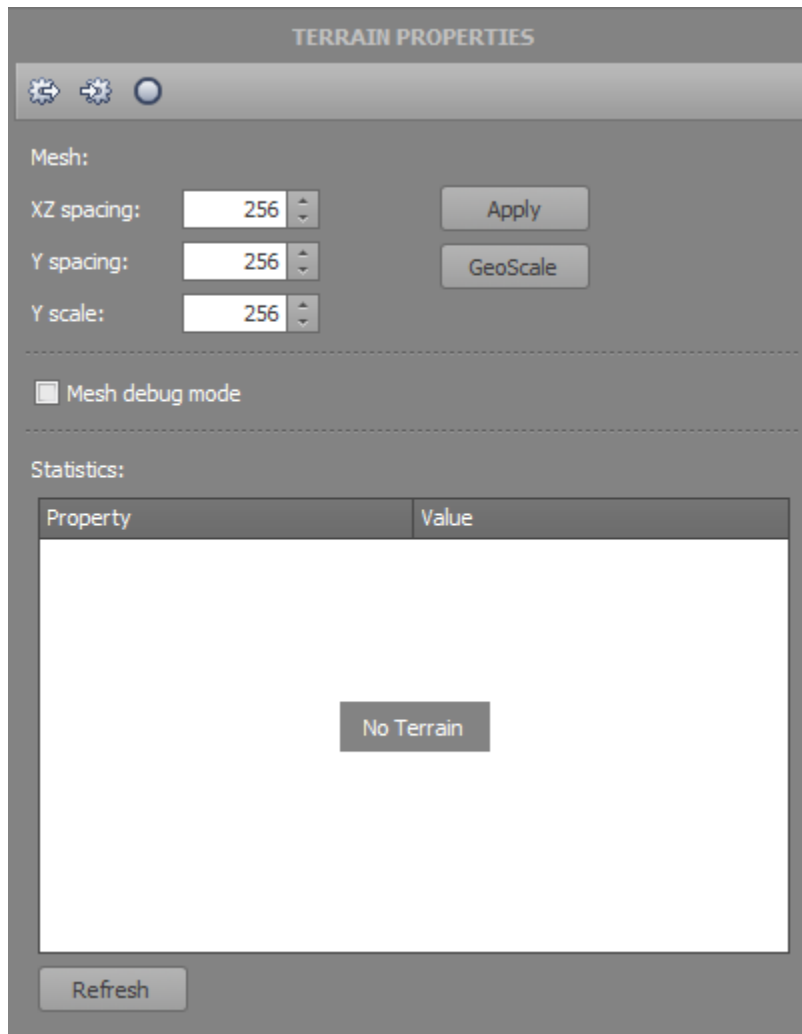 TERRAIN PROPERTIES
Mesh:
XZ spacing: 256 Apply
Y spacing: 256 GeoScale
Y scale: 256
Mesh debug mode
Statistics:
Property Value
No Terrain
Refresh